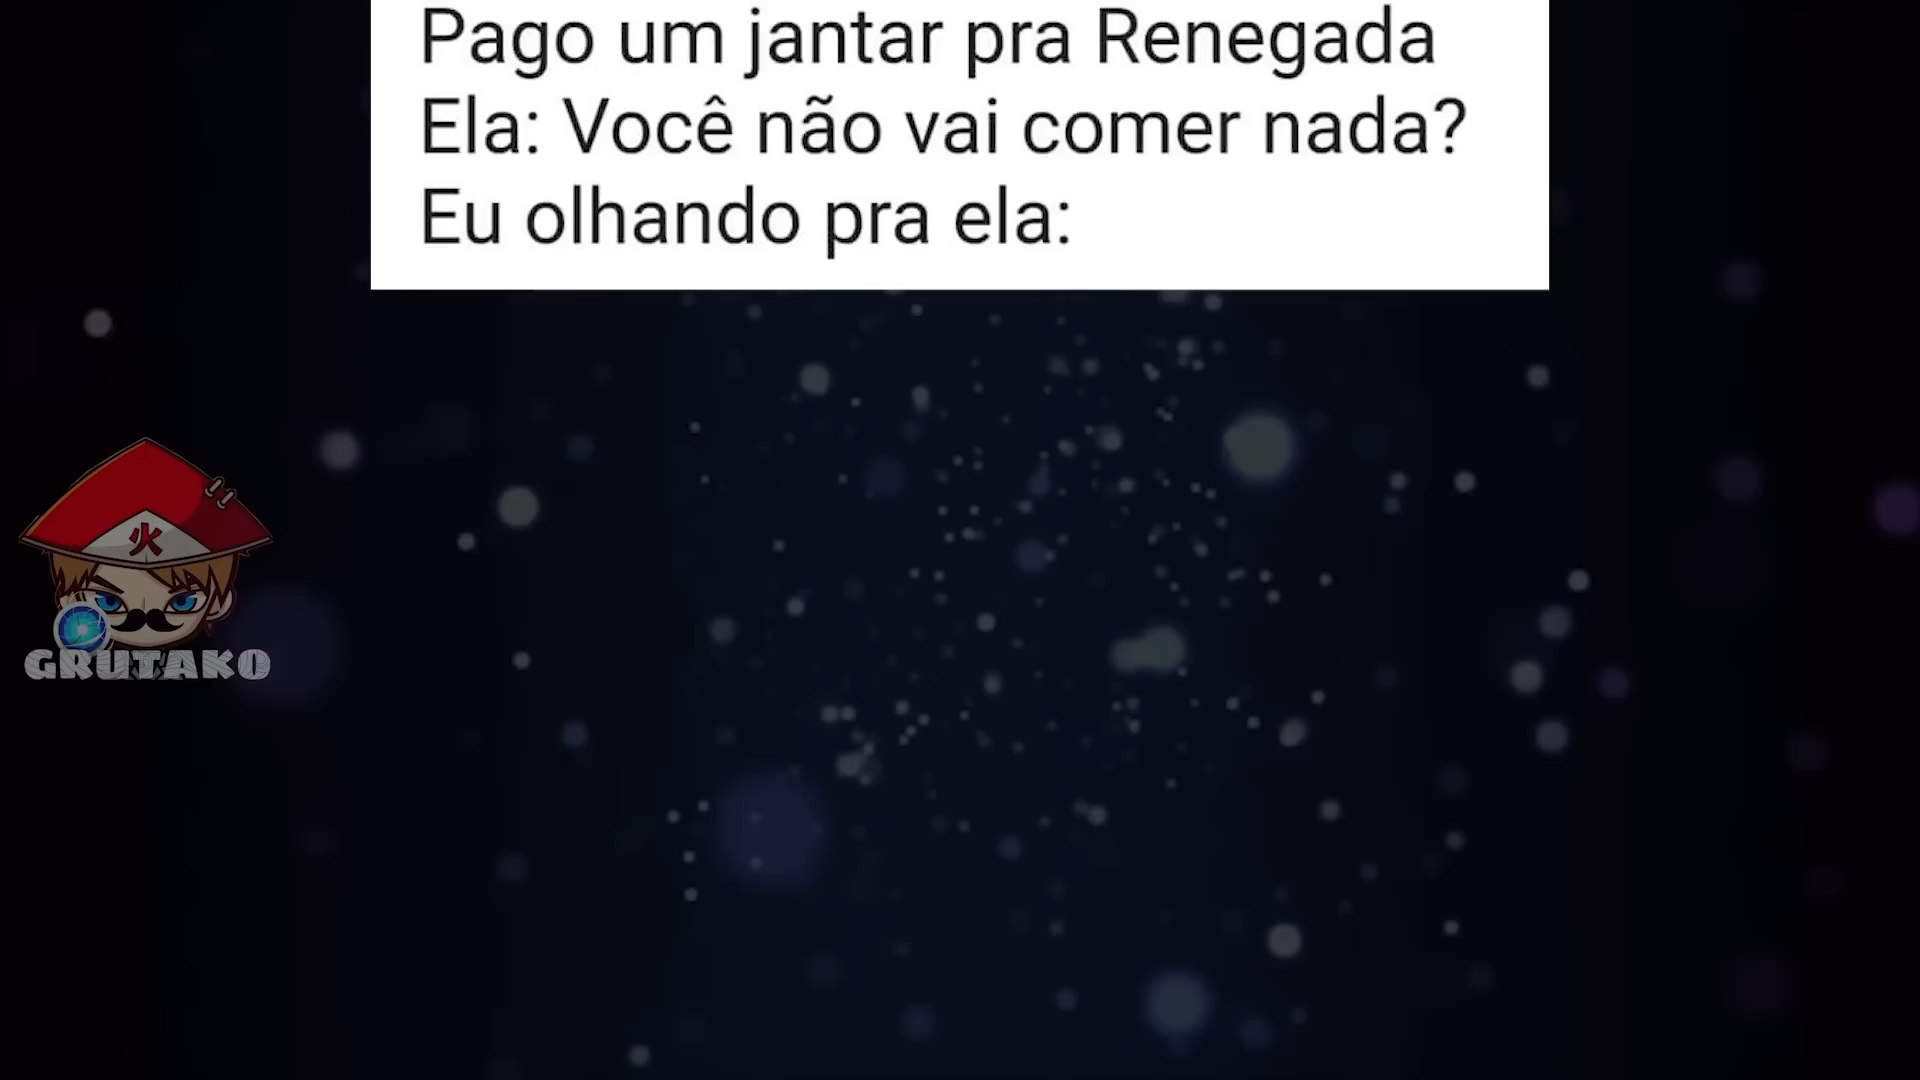 Pago um jantar pra Renegada
Ela: Você não vai comer nada?
Eu olhando pra ela:
火
GRUTAKO